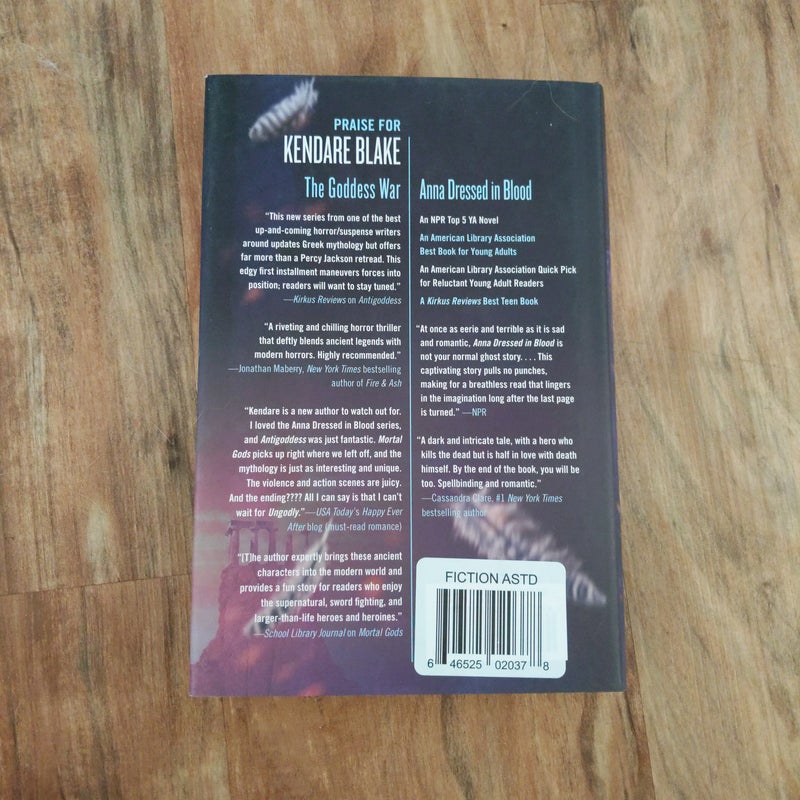 PRAISE FOR
KENDARE BLAKE
The Goddess War
“This new series from one of the best
up-and-coming horror/suspense writers
around updates Greek mythology but offers
far more than a Percy Jackson retread. This
edgy first installment maneuvers forces into
position; readers will want to stay tuned.”
—Kirkus Reviews on Antigoddess
“A riveting and chilling horror thriller
that deftly blends ancient legends with
modern horrors. Highly recommended.”
—Jonathan Maberry, New York Times bestselling
author of Fire & Ash
“Kendare is a new author to watch out for.
I loved the Anna Dressed in Blood series,
and Antigoddess was just fantastic. Mortal
Gods picks up right where we left off, and the
mythology is just as interesting and unique.
The violence and action scenes are juicy.
And the ending???? All I can say is that I can’t
wait for Ungodly.”—USA Today’s Happy Ever
After blog (must-read romance)
“[T]he author expertly brings these ancient
characters into the modern world and
provides a fun story for readers who enjoy
the supernatural, sword fighting, and
larger-than-life heroes and heroines.”
—School Library Journal on Mortal Gods
Anna Dressed in Blood
An NPR Top 5 YA Novel
An American Library Association
Best Book for Young Adults
An American Library Association Quick Pick
for Reluctant Young Adult Readers
A Kirkus Reviews Best Teen Book
“At once as eerie and terrible as it is sad
and romantic, Anna Dressed in Blood is
not your normal ghost story. . . . This
captivating story pulls no punches,
making for a breathless read that lingers
in the imagination long after the last page
is turned.” —NPR
“A dark and intricate tale, with a hero who
kills the dead but is half in love with death
himself. By the end of the book, you will be
too. Spellbinding and romantic.”
—Cassandra Clare, #1 New York Times
bestselling author
FICTION ASTD
6 46525 02037 8